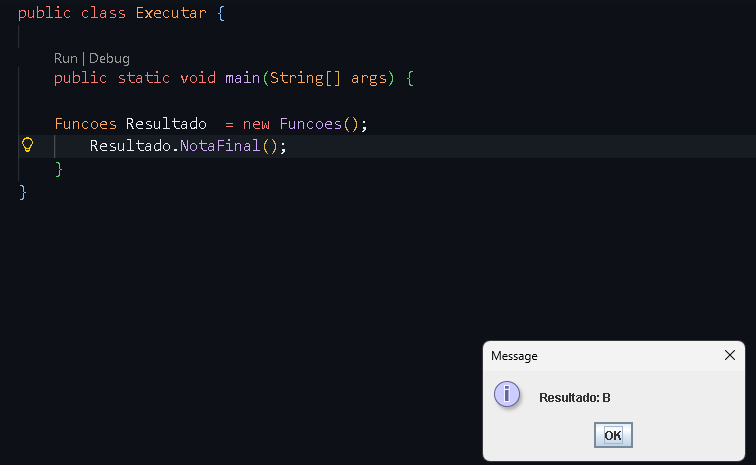 public class Executar {
Run | Debug
public static void main(String[] args) {
Funcoes Resultado  = new Funcoes();
Resultado.NotaFinal();
}
}
Message
Resultado: B
OK